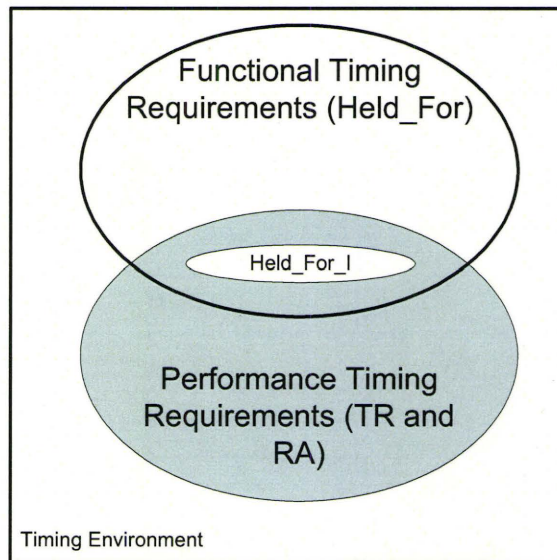 Functional Timing
Requirements (Held_For)
Held_For_I
Performance Timing
Requirements (TR and
RA)
Timing Environment